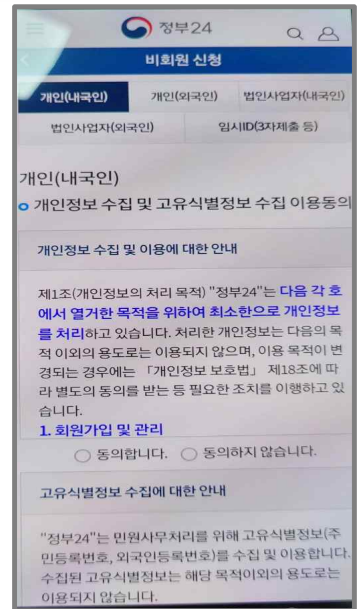 정부24
비회원 신청
개인(내국인)
개인(외국인)
법인사업자(내국인)
법인사업자(외국인)
임시ID(3자제출 등)
개인(내국인)
개인정보 수집 및 고유식별정보 수집 이용동의
개인정보 수집 및 이용에 대한 안내
제1조(개인정보의 처리 목적) "정부24"는 다음 각 호
에서 열거한 목적을 위하여 최소한으로 개인정보
를 처리하고 있습니다. 처리한 개인정보는 다음의 목
적 이외의 용도로는 이용되지 않으며, 이용 목적이 변
경되는 경우에는 「개인정보 보호법」 제18조에 따
라 별도의 동의를 받는 등 필요한 조치를 이행하고 있
습니다.
1. 회원가입 및 관리
동의합니다.
동의하지 않습니다.
고유식별정보 수집에 대한 안내
"정부24"는 민원사무처리를 위해 고유식별정보(주
민등록번호, 외국인등록번호)를 수집 및 이용합니다.
수집된 고유식별정보는 해당 목적이외의 용도로는
이용되지 않습니다.